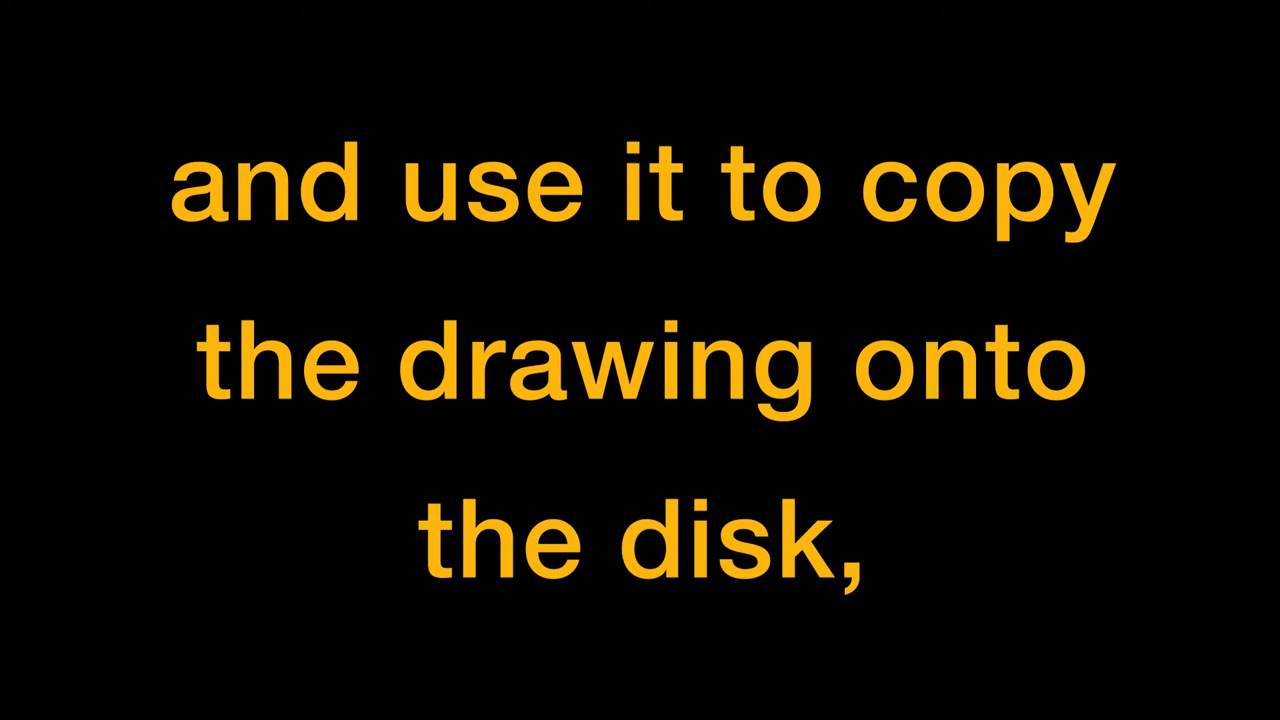 and use it to copy
the drawing onto
the disk,